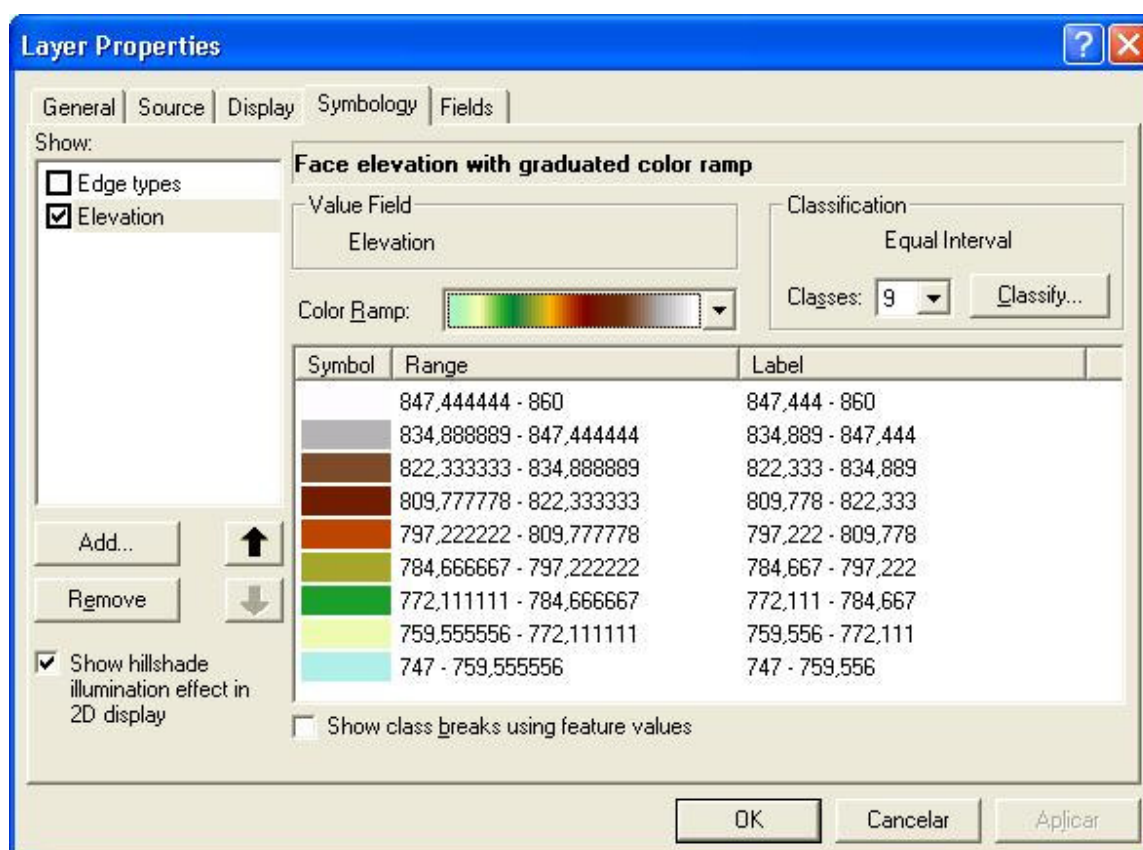 Layer Properties
General Source Display Symbology Fields
Show:
Edge types
Elevation
Face elevation with graduated color ramp
Value Field
Elevation
Classification
Equal Interval
Color Ramp:
Classes: 9 Classify...
Symbol Range Label
847,444444 - 860 847,444 - 860
834,888889 - 847,444444 834,889 - 847,444
822,333333 - 834,888889 822,333 - 834,889
809,777778 - 822,333333 809,778 - 822,333
797,222222 - 809,777778 797,222 - 809,778
784,666667 - 797,222222 784,667 - 797,222
772,111111 - 784,666667 772,111 - 784,667
759,555556 - 772,111111 759,556 - 772,111
747 - 759,555556 747 - 759,556
Add...
Remove
Show hillshade
illumination effect in
2D display
Show class breaks using feature values
OK Cancelar Aplicar